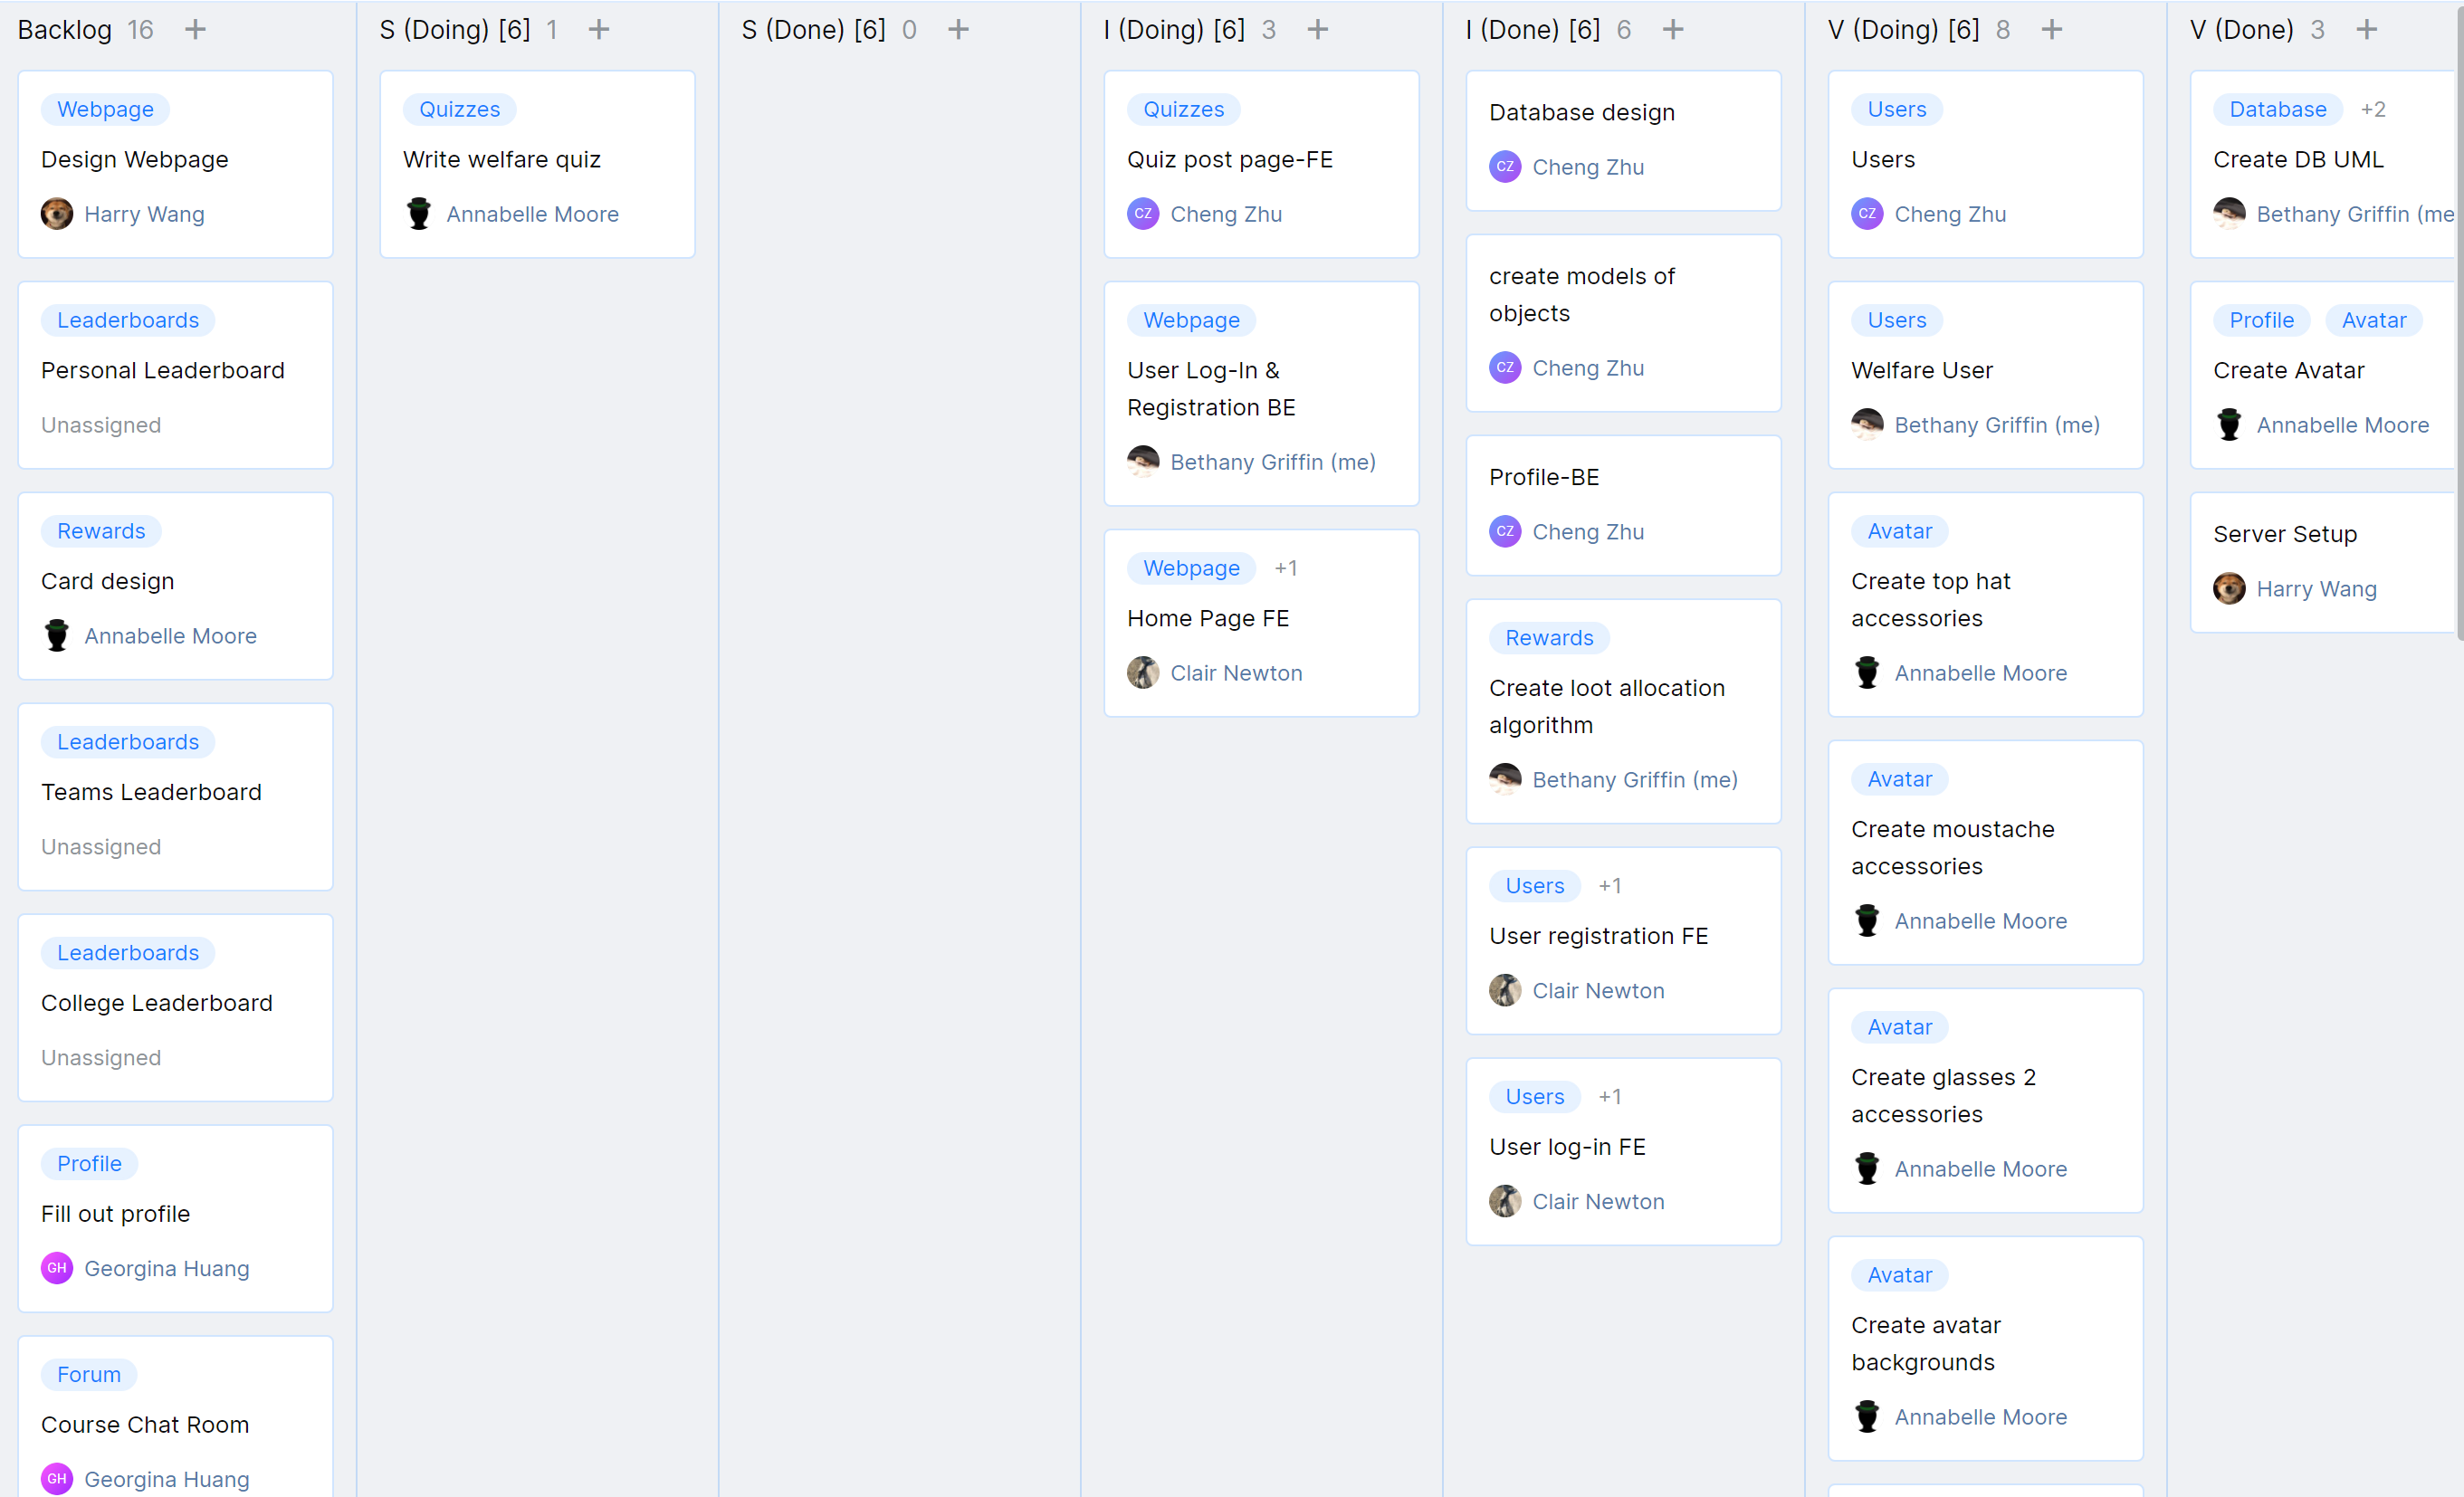 Backlog 16 +
Webpage
Design Webpage
Harry Wang
Leaderboards
Personal Leaderboard
Unassigned
Rewards
Card design
Annabelle Moore
Leaderboards
Teams Leaderboard
Unassigned
Leaderboards
College Leaderboard
Unassigned
Profile
Fill out profile
GH Georgina Huang
Forum
Course Chat Room
GH Georgina Huang
S (Doing) [6] 1 +
Quizzes
Write welfare quiz
Annabelle Moore
S (Done) [6] 0 +
I (Doing) [6] 3 +
Quizzes
Quiz post page-FE
CZ Cheng Zhu
Webpage
User Log-In &
Registration BE
Bethany Griffin (me)
Webpage +1
Home Page FE
Clair Newton
I (Done) [6] 6 +
Database design
CZ Cheng Zhu
create models of
objects
CZ Cheng Zhu
Profile-BE
CZ Cheng Zhu
Rewards
Create loot allocation
algorithm
Bethany Griffin (me)
Users +1
User registration FE
Clair Newton
Users +1
User log-in FE
Clair Newton
V (Doing) [6] 8 +
Users
Users
CZ Cheng Zhu
Users
Welfare User
Bethany Griffin (me)
Avatar
Create top hat
accessories
Annabelle Moore
Avatar
Create moustache
accessories
Annabelle Moore
Avatar
Create glasses 2
accessories
Annabelle Moore
Avatar
Create avatar
backgrounds
Annabelle Moore
V (Done) 3 +
Database +2
Create DB UML
Bethany Griffin (me
Profile Avatar
Create Avatar
Annabelle Moore
Server Setup
Harry Wang